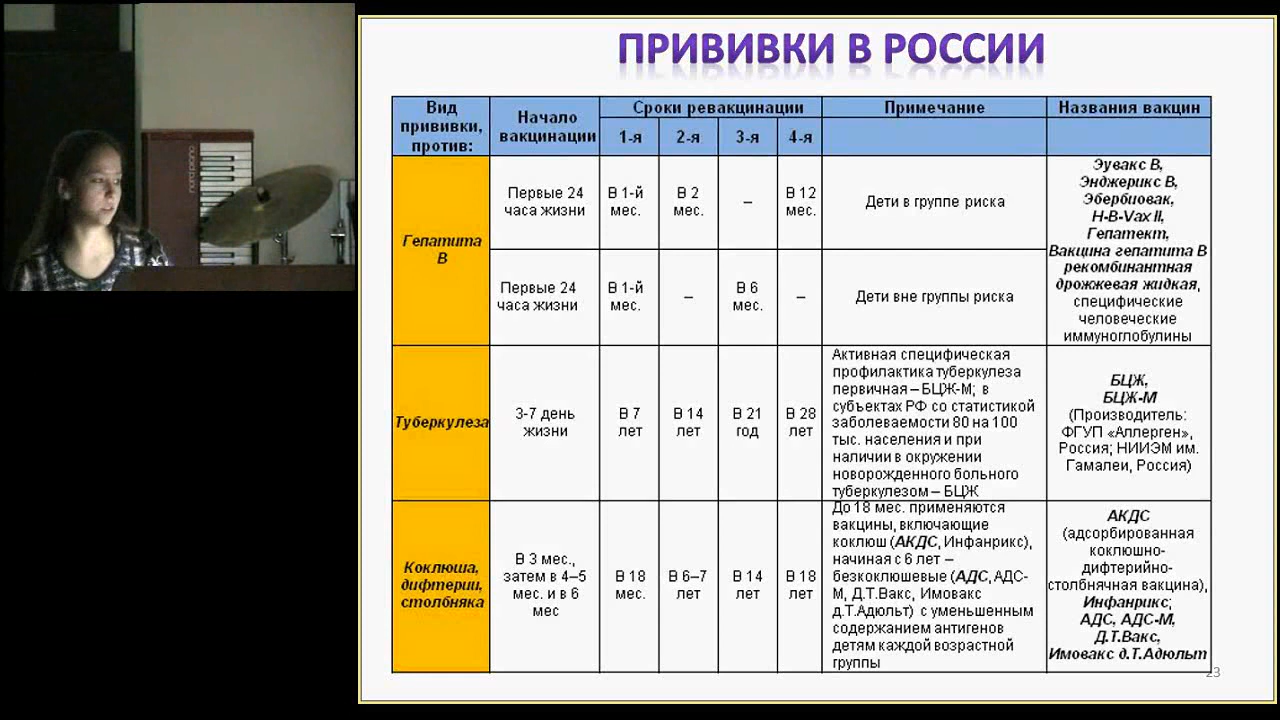 ПРИВИВКИ В РОССИИ
Вид
прививки,
против:
Начало
вакцинации
Сроки ревакцинации
1-я
2-я
3-я
4-я
Примечание
Названия вакцин
Гепатита
В
Первые 24
часа жизни
В 1-й
мес.
В 2
мес.
–
В 12
мес.
Дети в группе риска
Первые 24
часа жизни
В 1-й
мес.
–
В 6
мес.
–
Дети вне группы риска
Эувакс В,
Энджерикс В,
Эбербиовак,
H-B-Vax II,
Гепатект,
Вакцина гепатита В
рекомбинантная
дрожжевая жидкая,
специфические
человеческие
иммуноглобулины
Туберкулеза
3-7 день
жизни
В 7
лет
В 14
лет
В 21
год
В 28
лет
Активная специфическая
профилактика туберкулеза
первичная – БЦЖ-М; в
субъектах РФ со статистикой
заболеваемости 80 на 100
тыс. населения и при
наличии в окружении
новорожденного больного
туберкулезом – БЦЖ
БЦЖ,
БЦЖ-М
(Производитель:
ФГУП «Аллерген»,
Россия; НИИЭМ им.
Гамалеи, Россия)
Коклюша,
дифтерии,
столбняка
В 3 мес.,
затем в 4–5
мес. и в 6
мес
В 18
мес.
В 6–7
лет
В 14
лет
В 18
лет
До 18 мес. применяются
вакцины, включающие
коклюш (АКДС, Инфанрикс),
начиная с 6 лет –
безкоклюшевые (АДС, АДС-
М, Д.Т.Вакс, Имовакс
д.Т.Адюльт) с уменьшенным
содержанием антигенов
детям каждой возрастной
группы
АКДС
(адсорбированная
коклюшно-
дифтерийно-
столбнячная вакцина),
Инфанрикс;
АДС, АДС-М,
Д.Т.Вакс,
Имовакс д.Т.Адюльт
23
nord piano